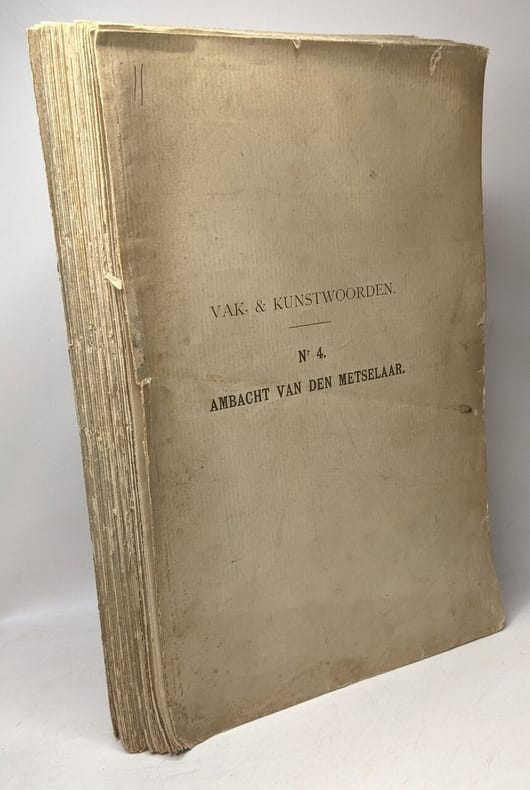 VAK- & KUNSTWOORDEN.
Nr 4.
AMBACHT VAN DEN METSELAAR.